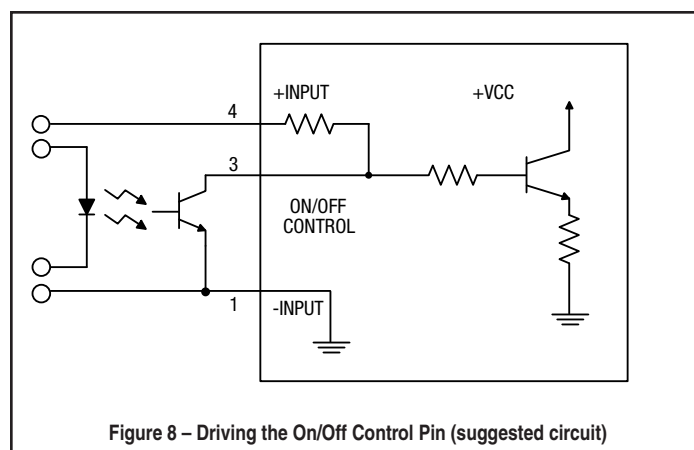 +INPUT
+VCC
4
3
ON/OFF
CONTROL
1
-INPUT
Figure 8 – Driving the On/Off Control Pin (suggested circuit)